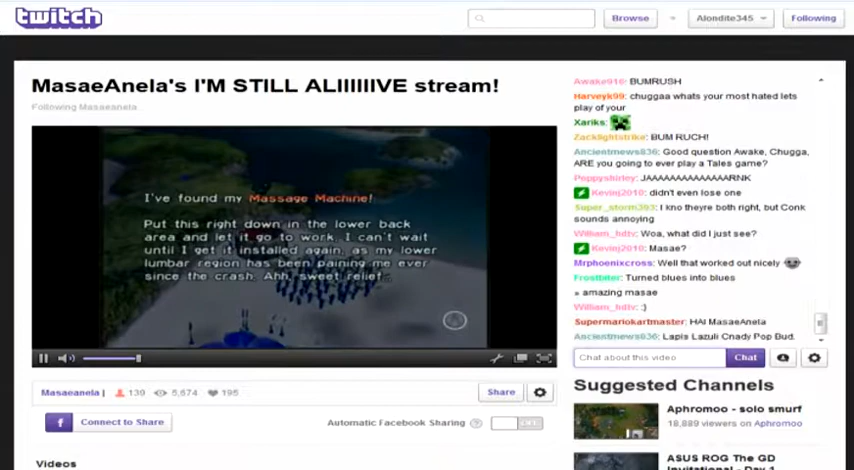 twitch
Browse
Alondite345
Following
MasaeAnela's I'M STILL ALIIIIIIVE stream!
Following Masaeanela
I've found my Massage Machine!
Put this right down in the lower back
area and let it go to work. I can't wait
until I get it installed again, as my lower
lumbar region has been paining me ever
since the crash. Ahh, sweet relief...
Masaeanela | 139 5,674 195
Share
Connect to Share
Automatic Facebook Sharing ? OFF
Videos
Awake916: BUMRUSH
Harveyk99: chuggaa whats your most hated lets
play of your
Xariks:
Zacklightstrike: BUM RUCH!
Ancientmews836: Good question Awake, Chugga,
ARE you going to ever play a Tales game?
Poppyshirley: JAAAAAAAAAAAAAARNK
Kevinj2010: didn't even lose one
Super_storm393: I kno theyre both right, but Conk
sounds annoying
William_hdtv: Woa, what did I just see?
Kevinj2010: Masae?
Mrphoenixcross: Well that worked out nicely
Frostbiter: Turned blues into blues
amazing masae
William_hdtv: :)
Supermariokartmaster: HAI MasaeAnela
Ancientmews836: Lapis Lazuli Cnady Pop Bud.
Chat about this video
Chat
Suggested Channels
Aphromoo - solo smurf
18,889 viewers on Aphromoo
ASUS ROG The GD
Invitational - Day 1